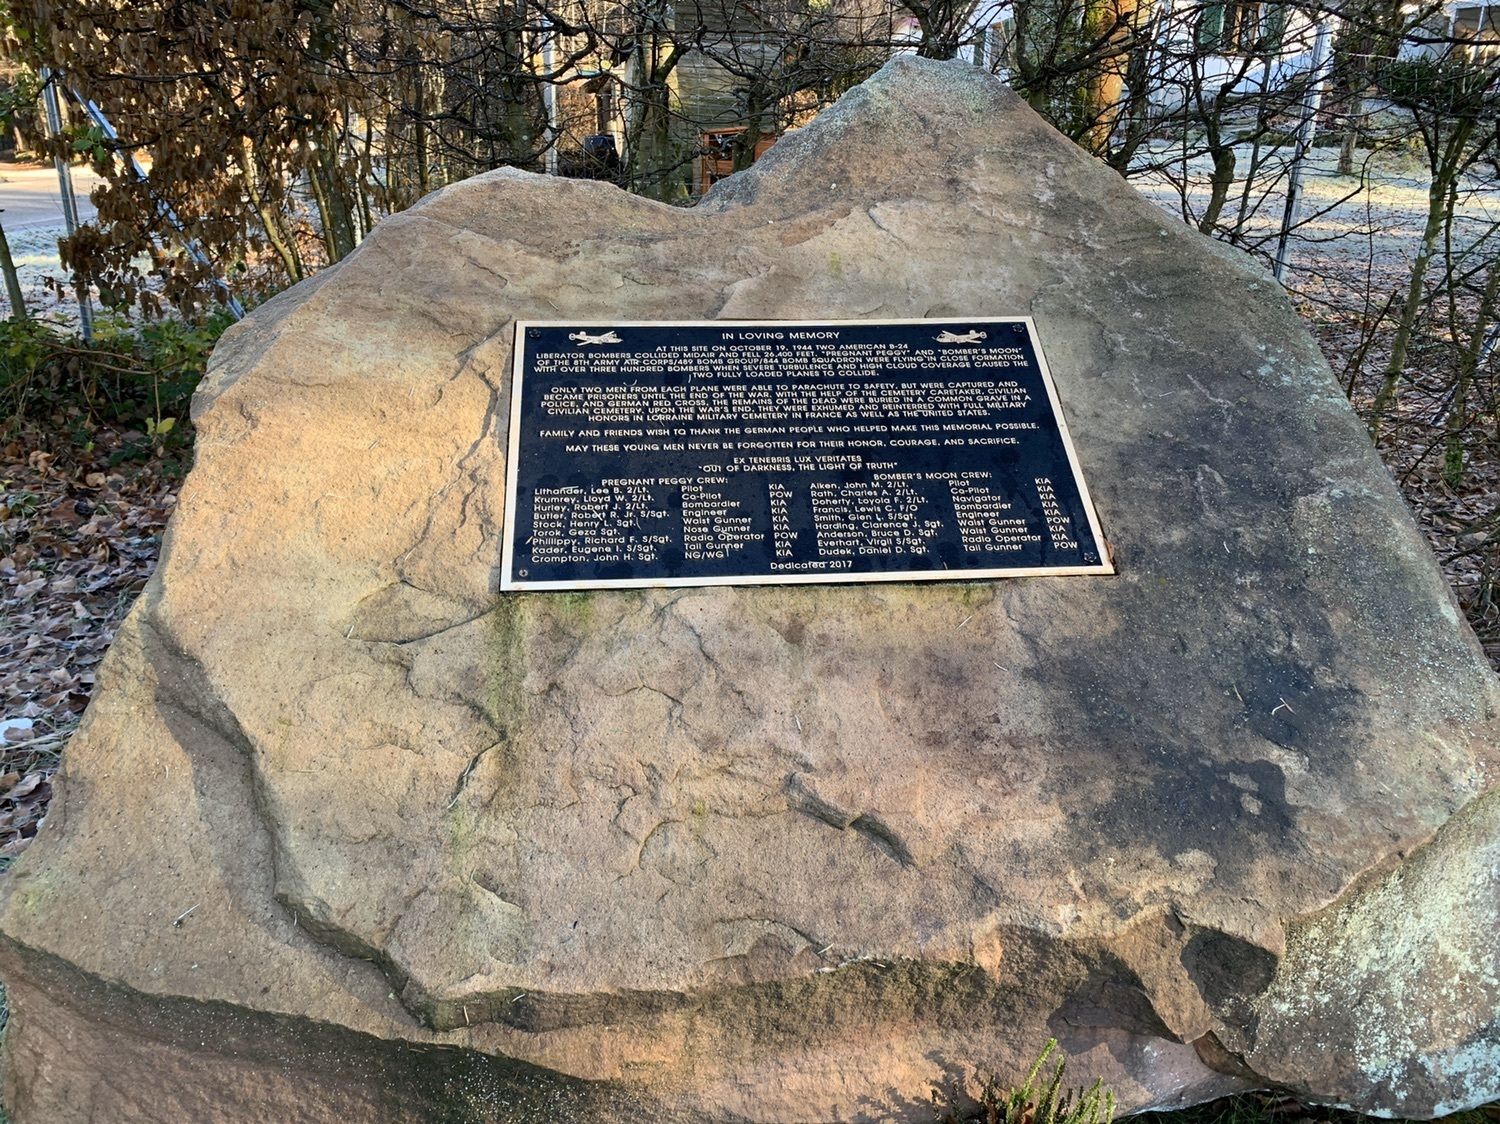 IN LOVING MEMORY
AT THIS SITE ON OCTOBER 19, 1944 TWO AMERICAN B-24
LIBERATOR BOMBERS COLLIDED MIDAIR AND FELL 26,400 FEET. "PREGNANT PEGGY" AND "BOMBER'S MOON"
OF THE 8TH ARMY AIR CORPS/489 BOMB GROUP/844 BOMB SQUADRON WERE FLYING IN CLOSE FORMATION
WITH OVER THREE HUNDRED BOMBERS WHEN SEVERE TURBULENCE AND HIGH CLOUD COVERAGE CAUSED THE
TWO FULLY LOADED PLANES TO COLLIDE.
ONLY TWO MEN FROM EACH PLANE WERE ABLE TO PARACHUTE TO SAFETY, BUT WERE CAPTURED AND
BECAME PRISONERS UNTIL THE END OF THE WAR. WITH THE HELP OF THE CEMETERY CARETAKER, CIVILIAN
POLICE, AND GERMAN RED CROSS, THE REMAINS OF THE DEAD WERE BURIED IN A COMMON GRAVE IN A
CIVILIAN CEMETERY. UPON THE WAR'S END, THEY WERE EXHUMED AND REINTERRED WITH FULL MILITARY
HONORS IN LORRAINE MILITARY CEMETERY IN FRANCE AS WELL AS THE UNITED STATES.
FAMILY AND FRIENDS WISH TO THANK THE GERMAN PEOPLE WHO HELPED MAKE THIS MEMORIAL POSSIBLE.
MAY THESE YOUNG MEN NEVER BE FORGOTTEN FOR THEIR HONOR, COURAGE, AND SACRIFICE.
EX TENEBRIS LUX VERITATES
"OUT OF DARKNESS, THE LIGHT OF TRUTH"
PREGNANT PEGGY CREW:
Lithander, Lee B. 2/Lt. Pilot KIA
Krumrey, Lloyd W. 2/Lt. Co-Pilot POW
Hurley, Robert J. 2/Lt. Bombardier KIA
Butler, Robert R. Jr. S/Sgt. Engineer KIA
Stock, Henry L. Sgt. Waist Gunner KIA
Torok, Geza Sgt. Nose Gunner KIA
Phillippy, Richard F. S/Sgt. Radio Operator POW
Kader, Eugene I. S/Sgt. Tail Gunner KIA
Crompton, John H. Sgt. NG/WG KIA
BOMBER'S MOON CREW:
Aiken, John M. 2/Lt. Pilot KIA
Rath, Charles A. 2/Lt. Co-Pilot KIA
Doherty, Loyola F. 2/Lt. Navigator KIA
Francis, Lewis C. F/O Bombardier KIA
Smith, Glen L. S/Sgt. Engineer KIA
Harding, Clarence J. Sgt. Waist Gunner POW
Anderson, Bruce D. Sgt. Waist Gunner KIA
Everhart, Virgil S/Sgt. Radio Operator KIA
Dudek, Daniel D. Sgt. Tail Gunner POW
Dedicated 2017